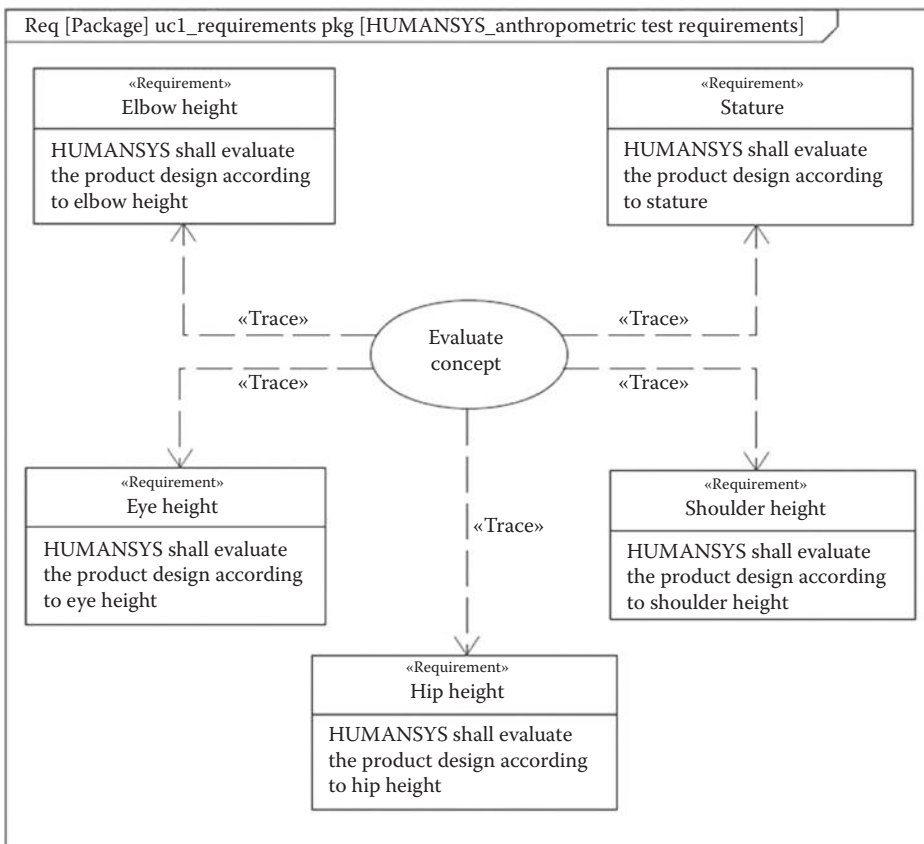 Req [Package] uc1_requirements pkg [HUMANSYS_anthropometric test requirements]
«Requirement»
Elbow height
HUMANSYS shall evaluate
the product design according
to elbow height
«Requirement»
Stature
HUMANSYS shall evaluate
the product design according
to stature
«Trace»
«Trace»
Evaluate
concept
«Trace»
«Trace»
«Requirement»
Eye height
HUMANSYS shall evaluate
the product design according
to eye height
«Trace»
«Requirement»
Shoulder height
HUMANSYS shall evaluate
the product design according
to shoulder height
«Requirement»
Hip height
HUMANSYS shall evaluate
the product design according
to hip height